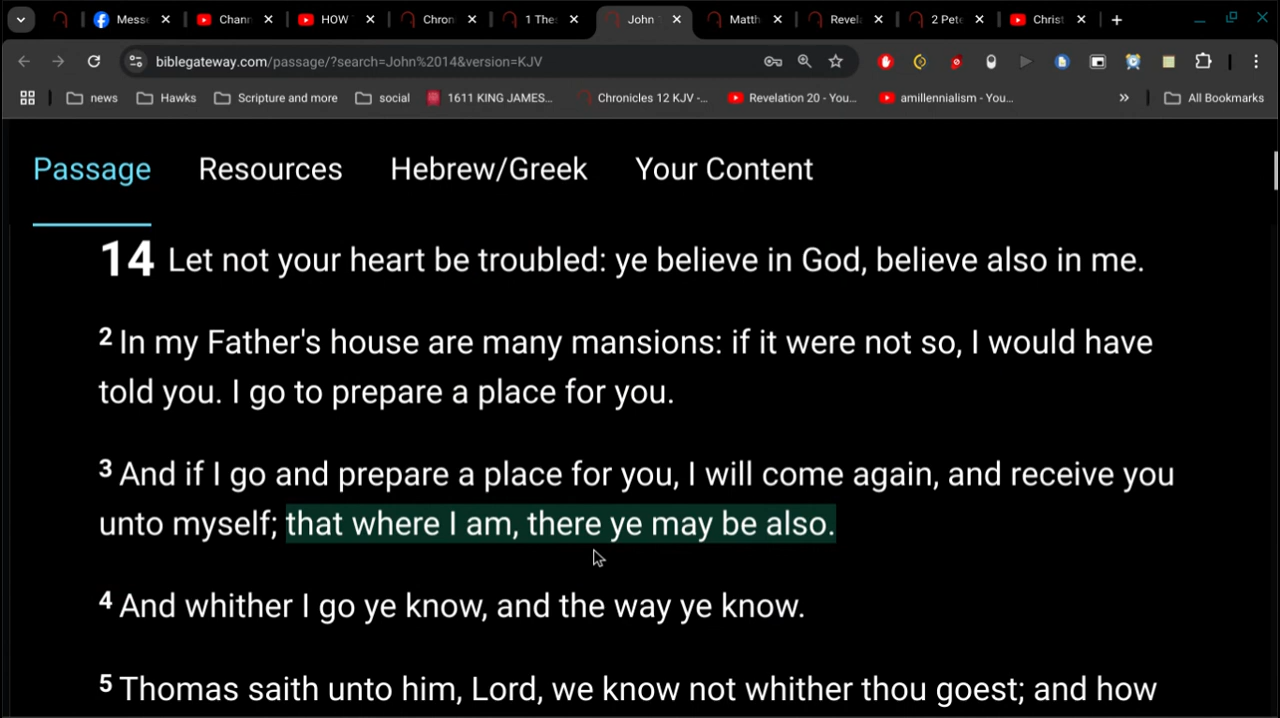 Messe
Chann
HOW
Chron
1 Thes
John
Matth
Revel
2 Pete
Christ
biblegateway.com/passage/?search=John%2014&version=KJV
news
Hawks
Scripture and more
social
1611 KING JAMES...
Chronicles 12 KJV -...
Revelation 20 - You...
amillennialism - You...
All Bookmarks
Passage
Resources
Hebrew/Greek
Your Content
14 Let not your heart be troubled: ye believe in God, believe also in me.
2 In my Father's house are many mansions: if it were not so, I would have
told you. I go to prepare a place for you.
3 And if I go and prepare a place for you, I will come again, and receive you
unto myself; that where I am, there ye may be also.
4 And whither I go ye know, and the way ye know.
5 Thomas saith unto him, Lord, we know not whither thou goest; and how